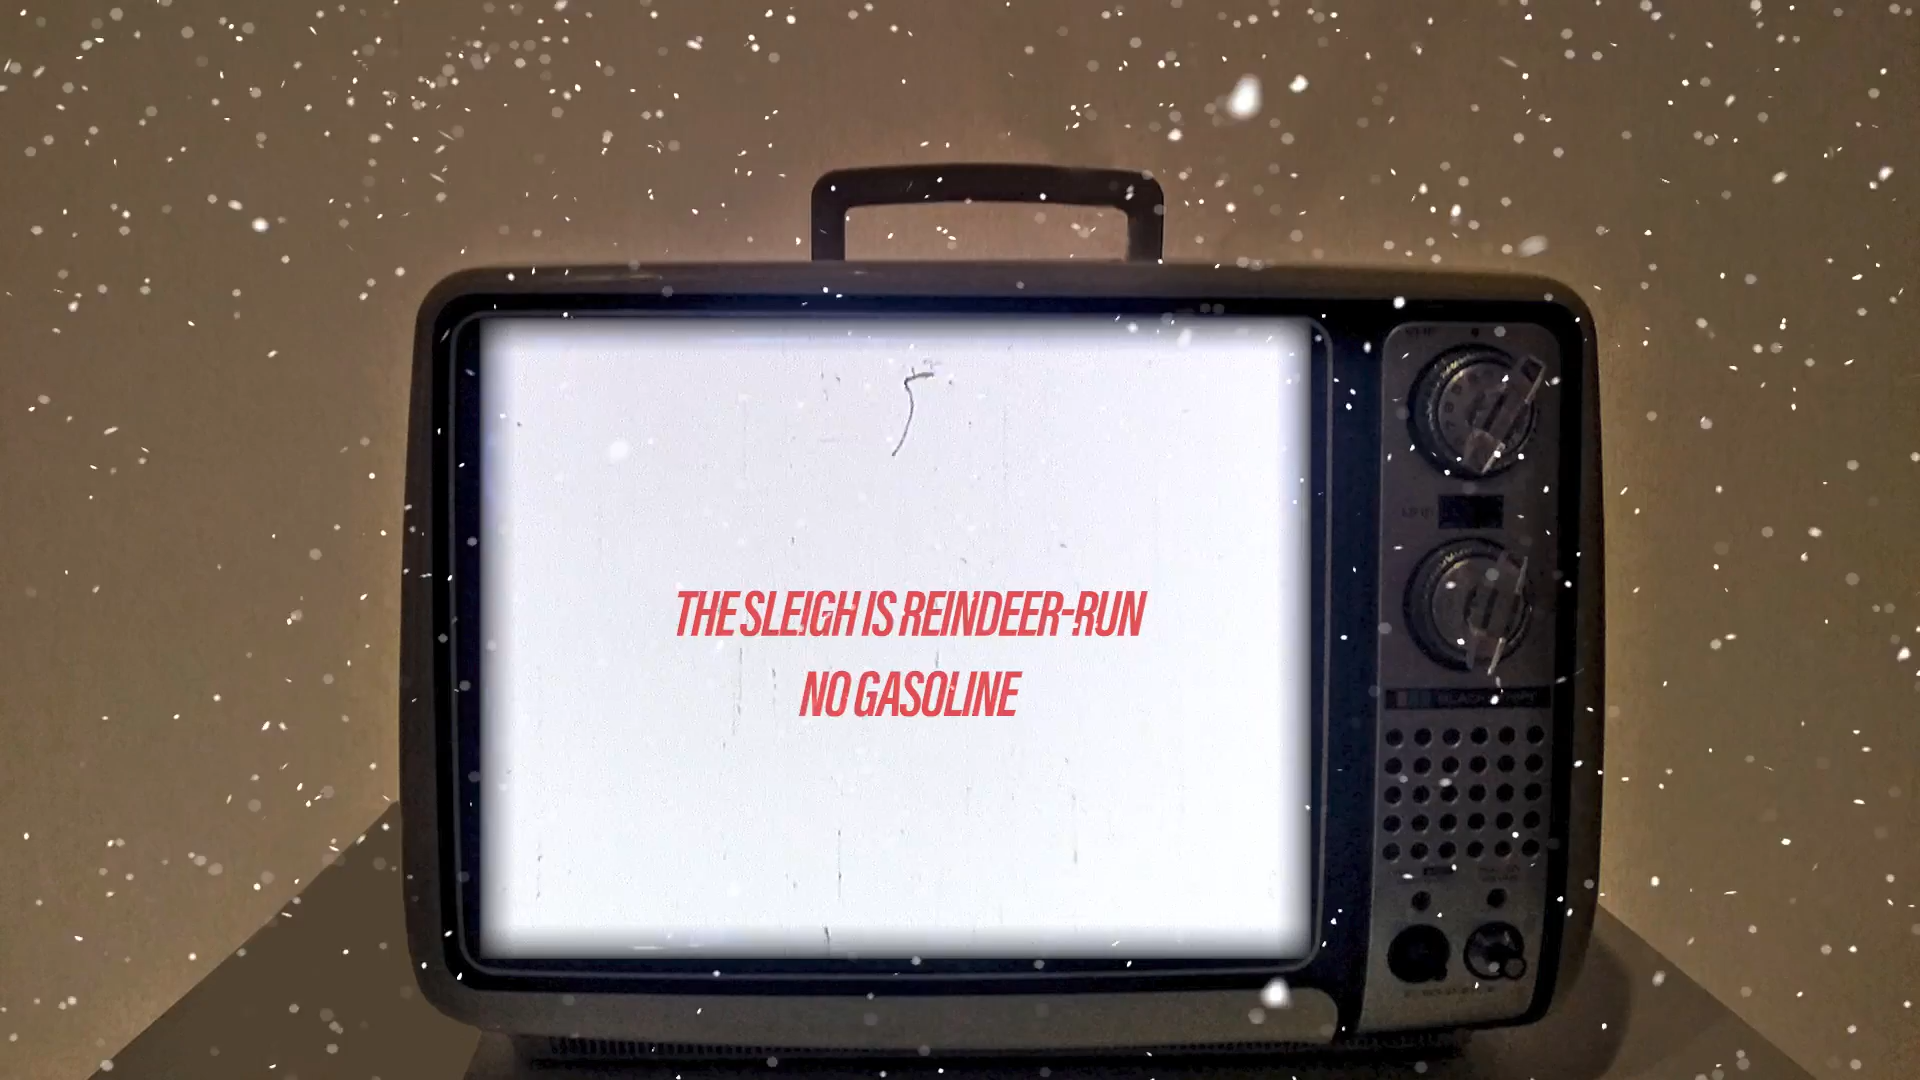 THE SLEIGH IS REINDEER-RUN
NO GASOLINE